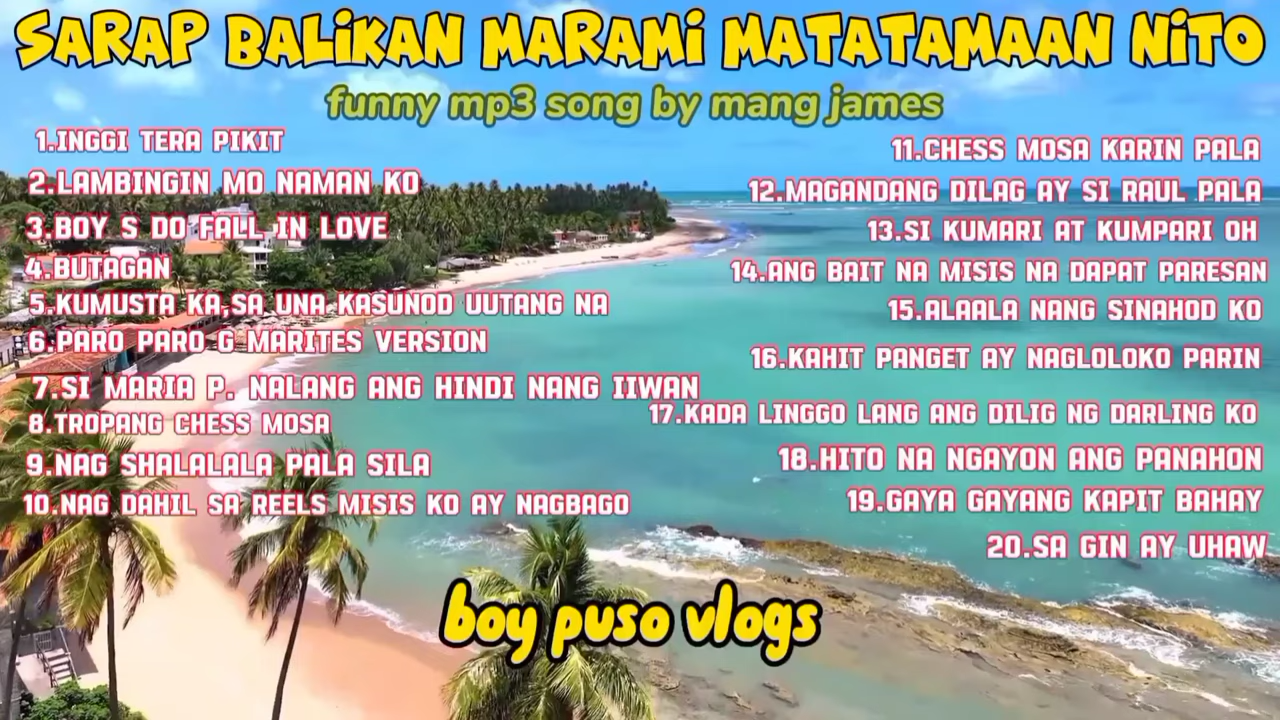 SARAP BALiKAN MARAMi MATATAMAAN NiTO
funny mp3 song by mang james
1.INGGI TERA PIKIT
2.LAMBINGIN MO NAMAN KO
3.BOY S DO FALL IN LOVE
4.BUTAGAN
5.KUMUSTA KA,SA UNA KASUNOD UUTANG NA
6.PARO PARO G MARITES VERSION
7.SI MARIA P. NALANG ANG HINDI NANG IIWAN
8.TROPANG CHESS MOSA
9.NAG SHALALALA PALA SILA
10.NAG DAHIL SA REELS MISIS KO AY NAGBAGO
11.CHESS MOSA KARIN PALA
12.MAGANDANG DILAG AY SI RAUL PALA
13.SI KUMARI AT KUMPARI OH
14.ANG BAIT NA MISIS NA DAPAT PARESAN
15.ALAALA NANG SINAHOD KO
16.KAHIT PANGET AY NAGLOLOKO PARIN
17.KADA LINGGO LANG ANG DILIG NG DARLING KO
18.HITO NA NGAYON ANG PANAHON
19.GAYA GAYANG KAPIT BAHAY
20.SA GIN AY UHAW
boy puso vlogs